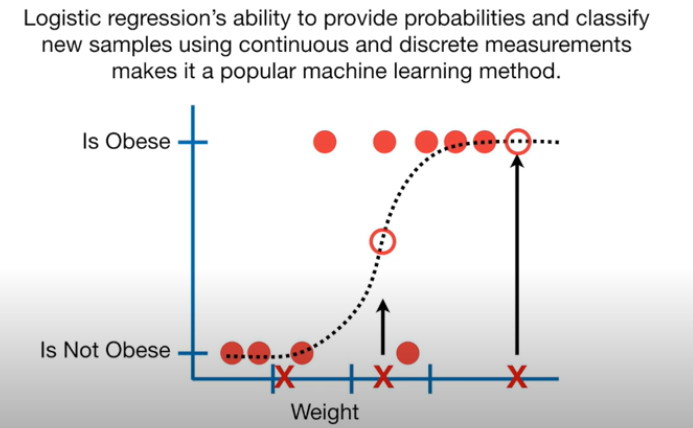 Logistic regression's ability to provide probabilities and classify
new samples using continuous and discrete measurements
makes it a popular machine learning method.
Is Obese
Is Not Obese
X X X
Weight